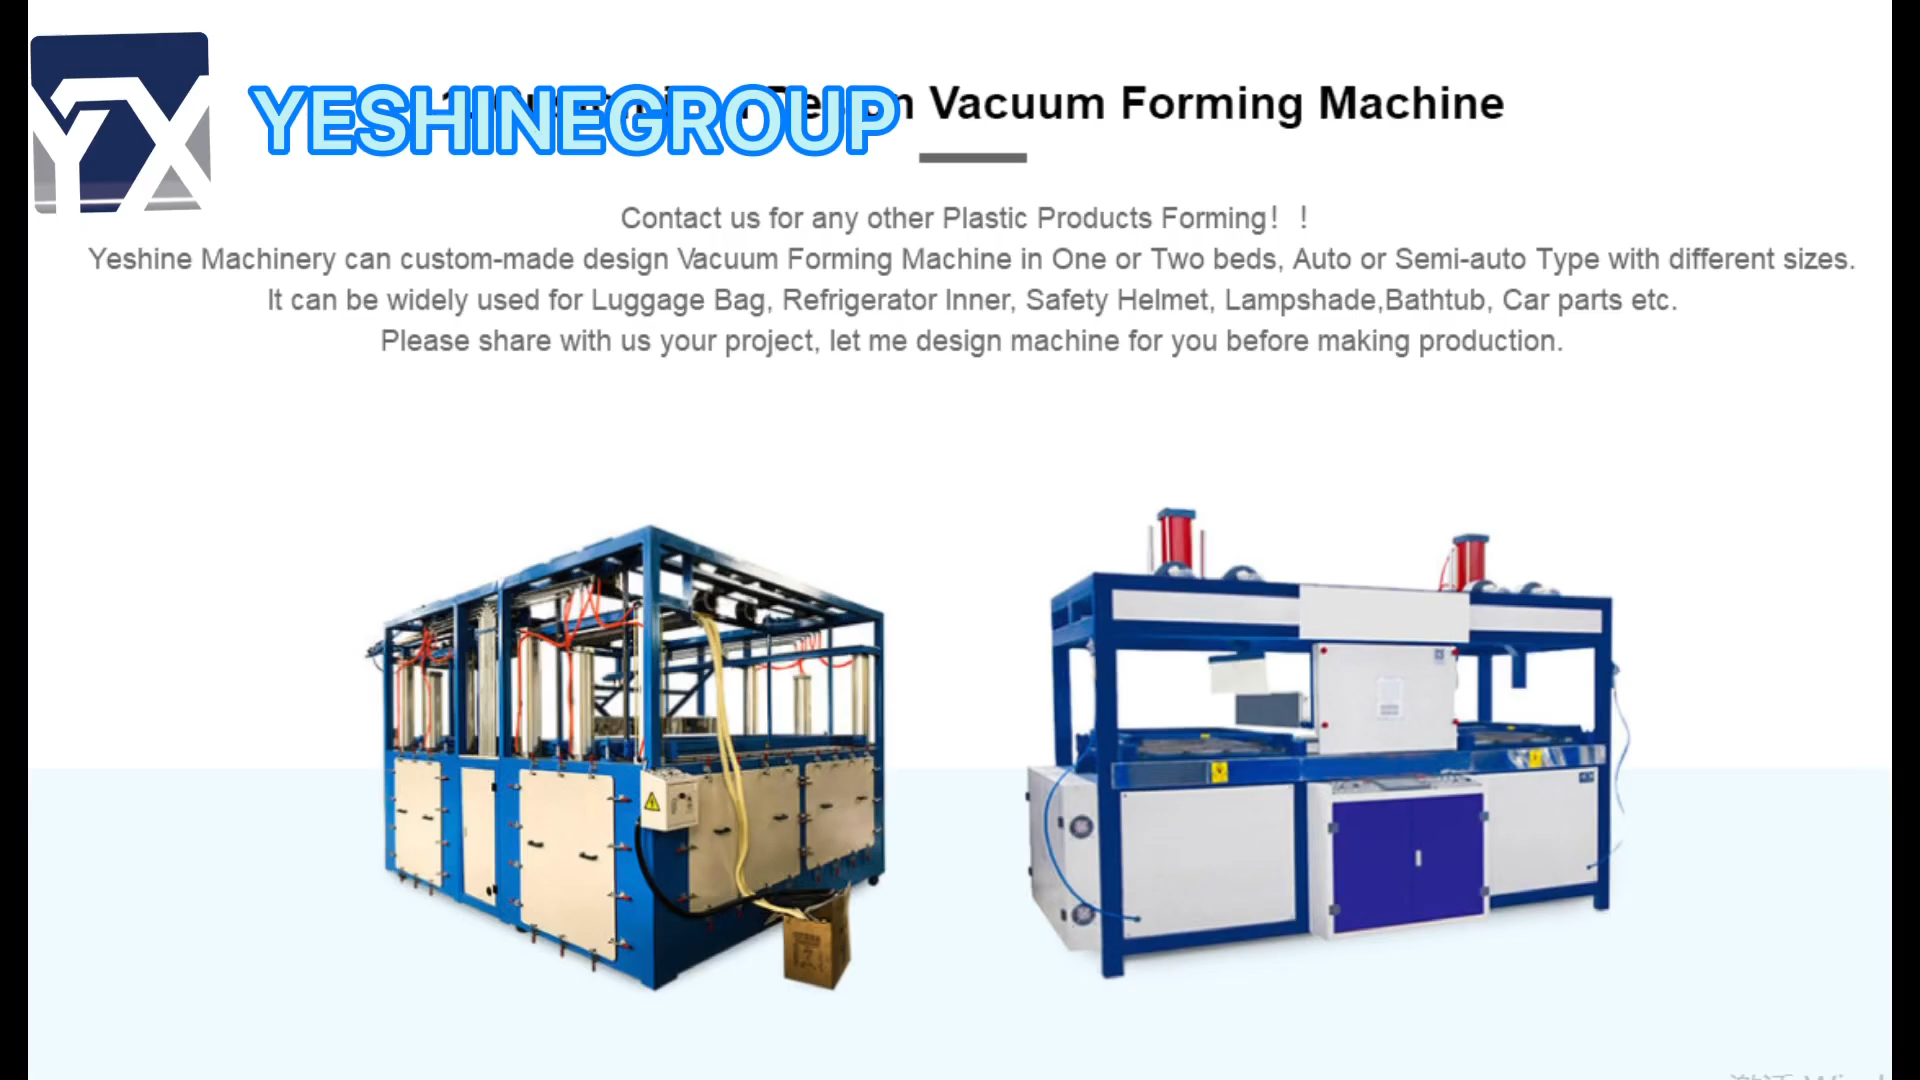 YX
YESHINEGROUP
Vacuum Forming Machine
Contact us for any other Plastic Products Forming！！
Yeshine Machinery can custom-made design Vacuum Forming Machine in One or Two beds, Auto or Semi-auto Type with different sizes.
It can be widely used for Luggage Bag, Refrigerator Inner, Safety Helmet, Lampshade,Bathtub, Car parts etc.
Please share with us your project, let me design machine for you before making production.